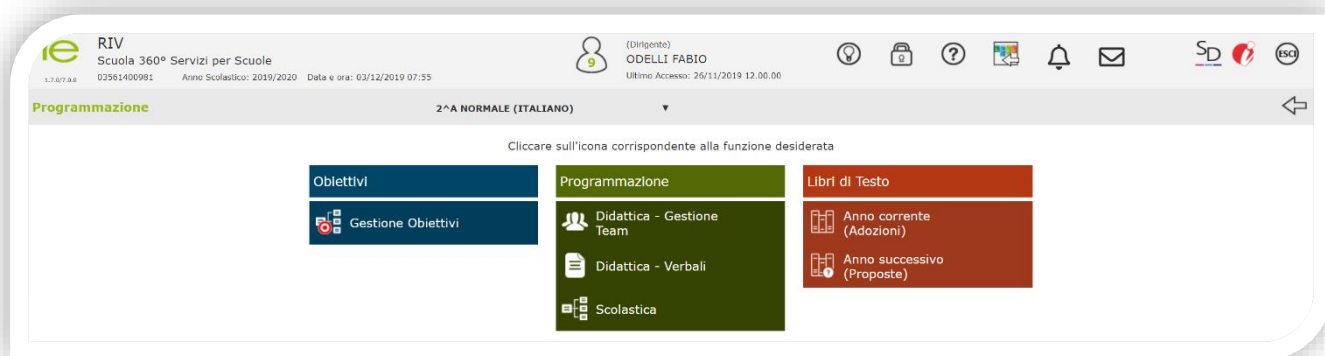 ie
1.7.0/7.0.8
RIV
Scuola 360° Servizi per Scuole
03561400981 Anno Scolastico: 2019/2020 Data e ora: 03/12/2019 07:55
9
(Dirigente)
ODELLI FABIO
Ultimo Accesso: 26/11/2019 12.00.00
SD
ESCI
Programmazione
2^A NORMALE (ITALIANO) ▼
Cliccare sull'icona corrispondente alla funzione desiderata
Obiettivi
Gestione Obiettivi
Programmazione
Didattica - Gestione
Team
Didattica - Verbali
Scolastica
Libri di Testo
Anno corrente
(Adozioni)
Anno successivo
(Proposte)